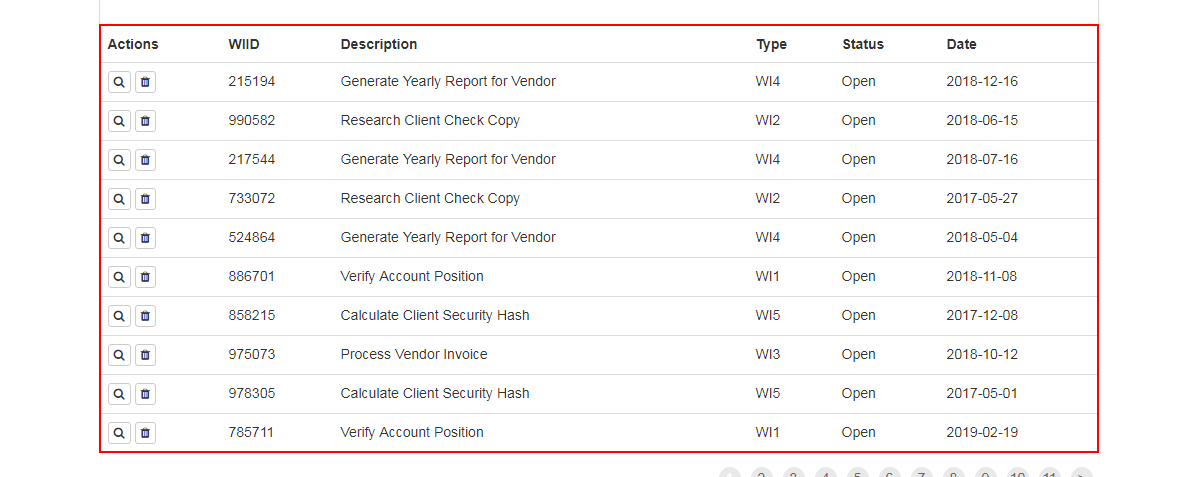 Actions WIID Description Type Status Date
215194 Generate Yearly Report for Vendor WI4 Open 2018-12-16
990582 Research Client Check Copy WI2 Open 2018-06-15
217544 Generate Yearly Report for Vendor WI4 Open 2018-07-16
733072 Research Client Check Copy WI2 Open 2017-05-27
524864 Generate Yearly Report for Vendor WI4 Open 2018-05-04
886701 Verify Account Position WI1 Open 2018-11-08
858215 Calculate Client Security Hash WI5 Open 2017-12-08
975073 Process Vendor Invoice WI3 Open 2018-10-12
978305 Calculate Client Security Hash WI5 Open 2017-05-01
785711 Verify Account Position WI1 Open 2019-02-19
1 2 3 4 5 6 7 8 9 10 11 >